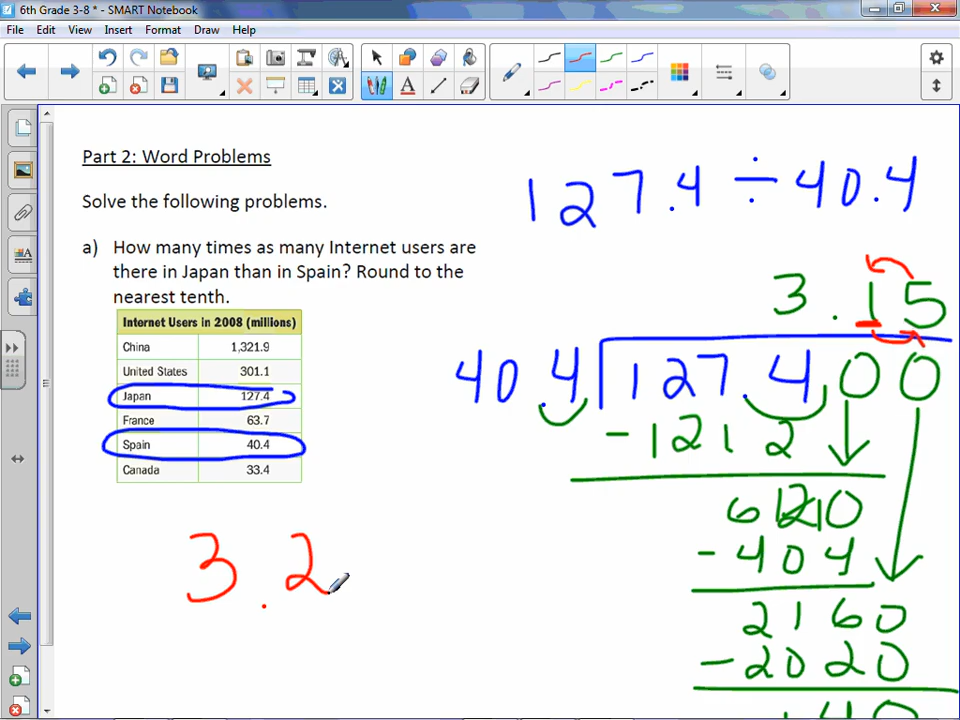 6th Grade 3-8 * - SMART Notebook
File Edit View Insert Format Draw Help
Part 2: Word Problems
Solve the following problems.
a) How many times as many Internet users are
there in Japan than in Spain? Round to the
nearest tenth.
Internet Users in 2008 (millions)
China 1,321.9
United States 301.1
Japan 127.4
France 63.7
Spain 40.4
Canada 33.4
3.2
127.4 ÷ 40.4
3.15
40.4 127.400
-1212
- 404
2160
-2020